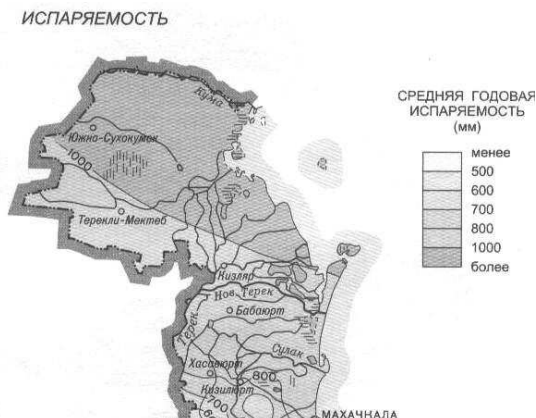 ИСПАРЯЕМОСТЬ
СРЕДНЯЯ ГОДОВАЯ
ИСПАРЯЕМОСТЬ
(мм)
менее
500
600
700
800
1000
более
Кума
Южно-Сухокумск
1000
Терекли-Мектеб
Кизляр
Нов. Терек
Терек
Бабаюрт
Сулак
Хасавюрт
800
Кизилюрт
700
МАХАЧКАЛА